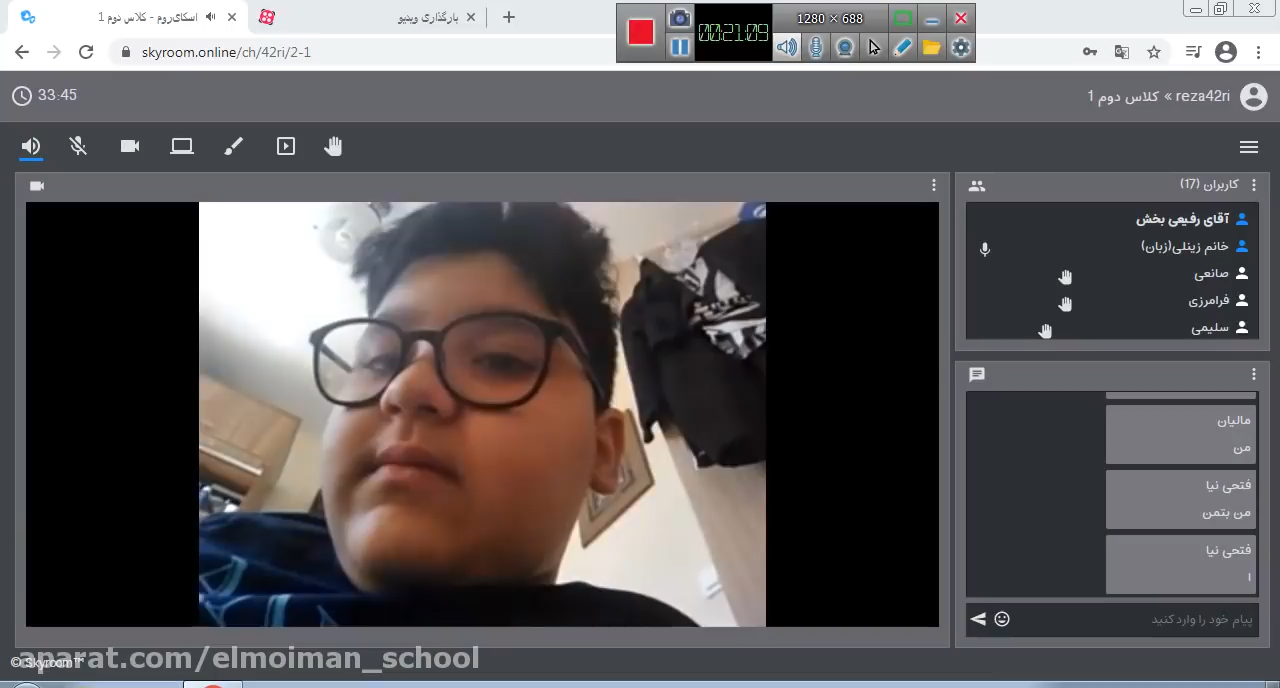 اسکای‌روم - کلاس دوم 1
بارگذاری ویدیو
skyroom.online/ch/42ri/2-1
00:21:09
1280 × 688
33:45
reza42ri » کلاس دوم 1
کاربران (17)
آقای رفیعی بخش
خانم زینلی(زبان)
صانعی
فرامرزی
سلیمی
مالیان
من
فتحی نیا
من بتمن
فتحی نیا
ا
پیام خود را وارد کنید
© Skyroom™
aparat.com/elmoiman_school